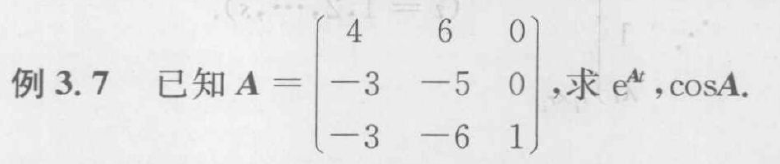 例 3.7 已知 A = ⎛ 4 6 0 ⎞
⎜ −3 −5 0 ⎟ ,求 e^{At} ,cosA.
⎝ −3 −6 1 ⎠